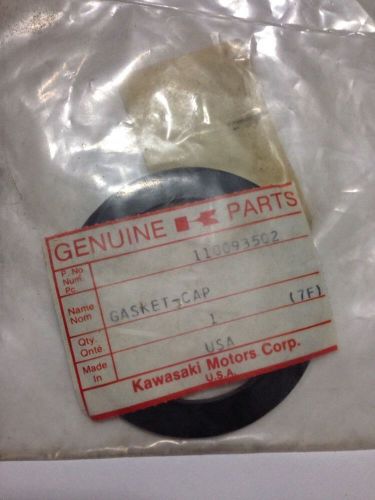 GENUINE PARTS
P. No.
Num.
Pc.
110093502
Name
Nom
GASKET-CAP
Qty.
Qnté.
1 (7F)
Made
In
USA
Kawasaki Motors Corp.
U.S.A.